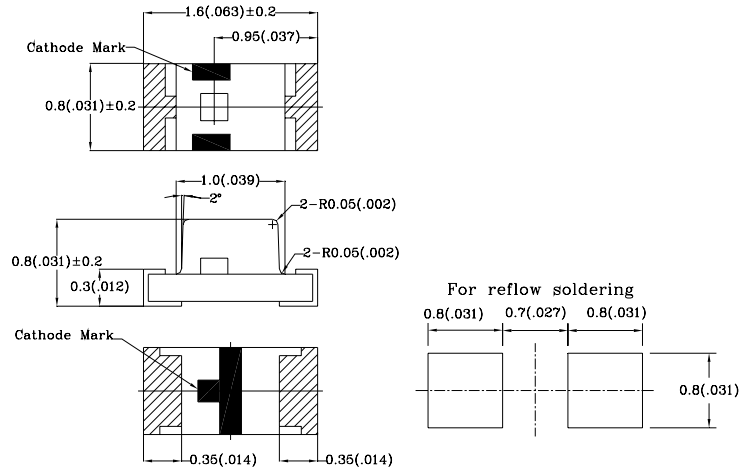 1.6(.063)±0.2
0.95(.037)
Cathode Mark
0.8(.031)±0.2
1.0(.039)
2°
2-R0.05(.002)
2-R0.05(.002)
0.8(.031)±0.2
0.3(.012)
Cathode Mark
0.35(.014)
0.35(.014)
For reflow soldering
0.8(.031)
0.7(.027)
0.8(.031)
0.8(.031)